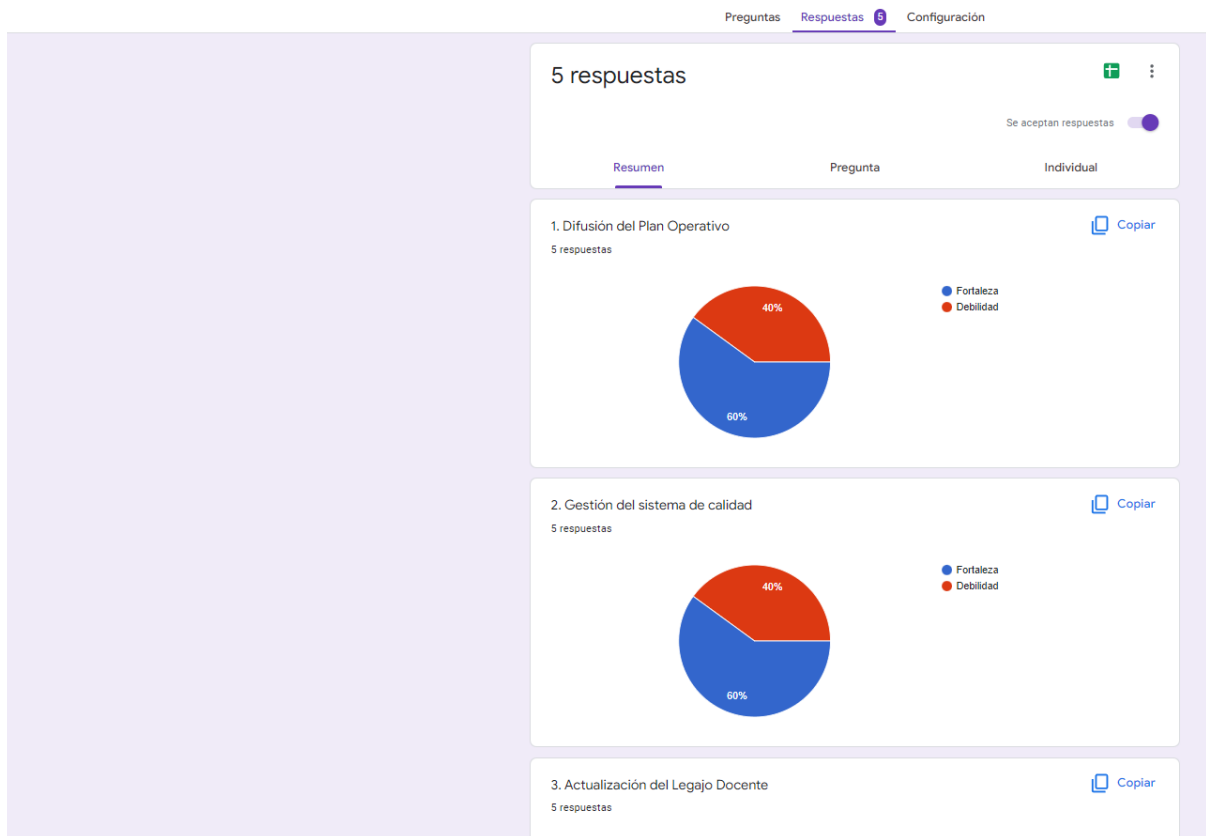 Preguntas Respuestas 5 Configuración
5 respuestas
Se aceptan respuestas
Resumen Pregunta Individual
1. Difusión del Plan Operativo Copiar
5 respuestas
Fortaleza
Debilidad
40%
60%
2. Gestión del sistema de calidad Copiar
5 respuestas
Fortaleza
Debilidad
40%
60%
3. Actualización del Legajo Docente Copiar
5 respuestas